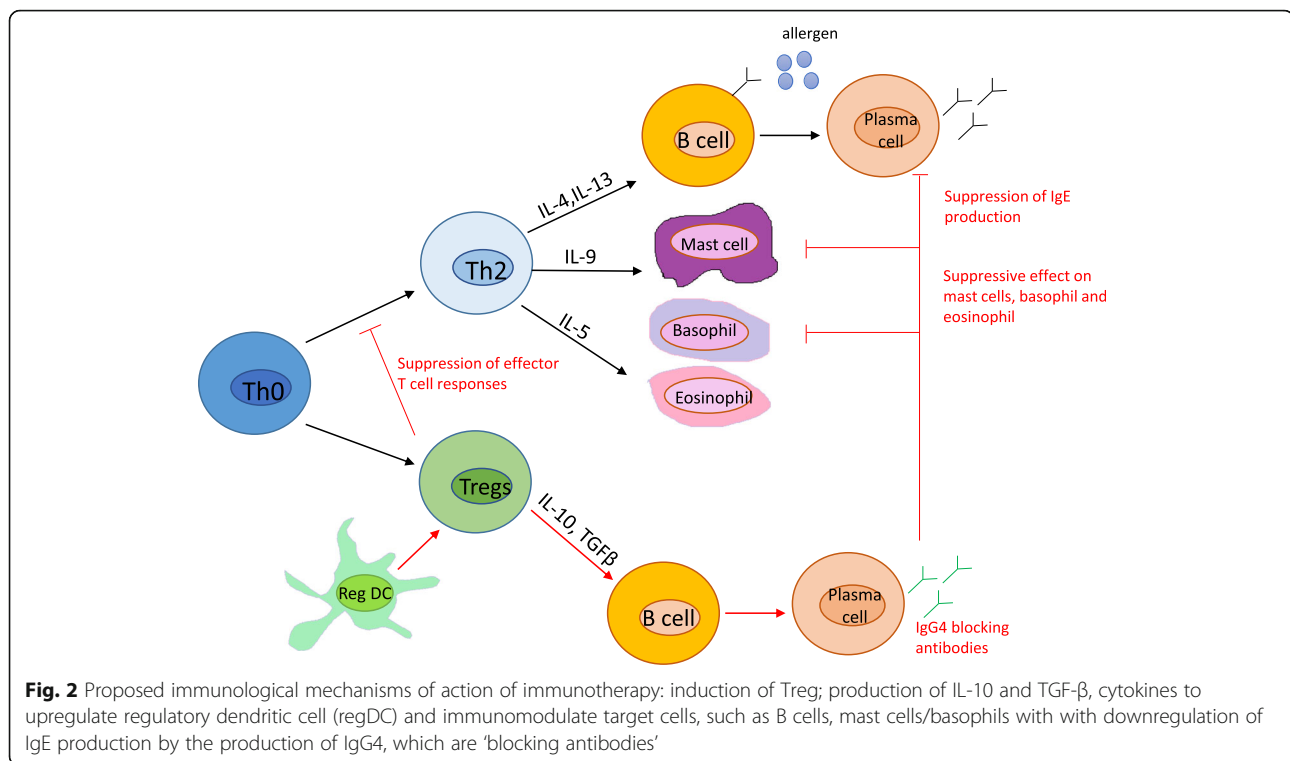 allergen
B cell
Plasma
cell
IL-4,IL-13
Suppression of IgE
production
Th2
IL-9
Mast cell
Suppressive effect on
mast cells, basophil and
eosinophil
IL-5
Basophil
Suppression of effector
T cell responses
Th0
Eosinophil
Tregs
IL-10, TGFβ
Reg DC
B cell
Plasma
cell
IgG4 blocking
antibodies
Fig. 2 Proposed immunological mechanisms of action of immunotherapy: induction of Treg; production of IL-10 and TGF-β, cytokines to
upregulate regulatory dendritic cell (regDC) and immunomodulate target cells, such as B cells, mast cells/basophils with with downregulation of
IgE production by the production of IgG4, which are ‘blocking antibodies’